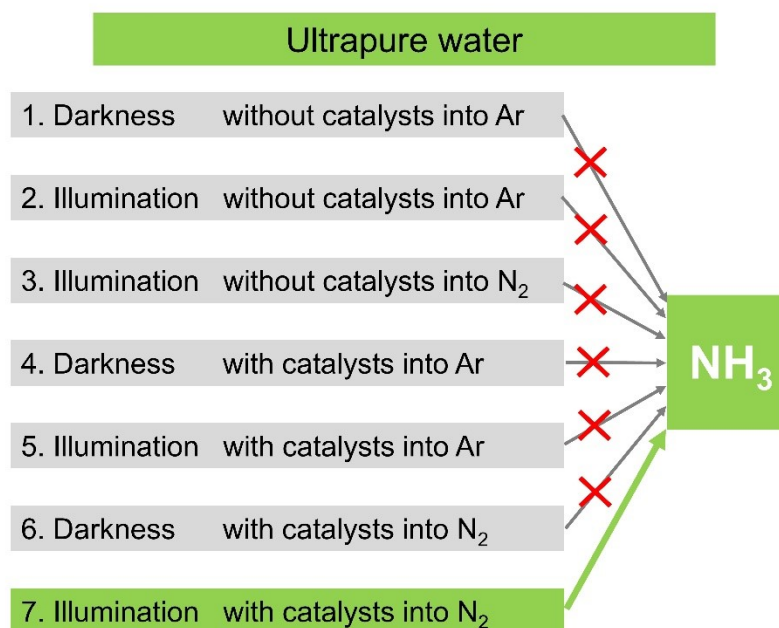 Ultrapure water
1. Darkness without catalysts into Ar
2. Illumination without catalysts into Ar
3. Illumination without catalysts into N₂
4. Darkness with catalysts into Ar
5. Illumination with catalysts into Ar
6. Darkness with catalysts into N₂
7. Illumination with catalysts into N₂
NH₃